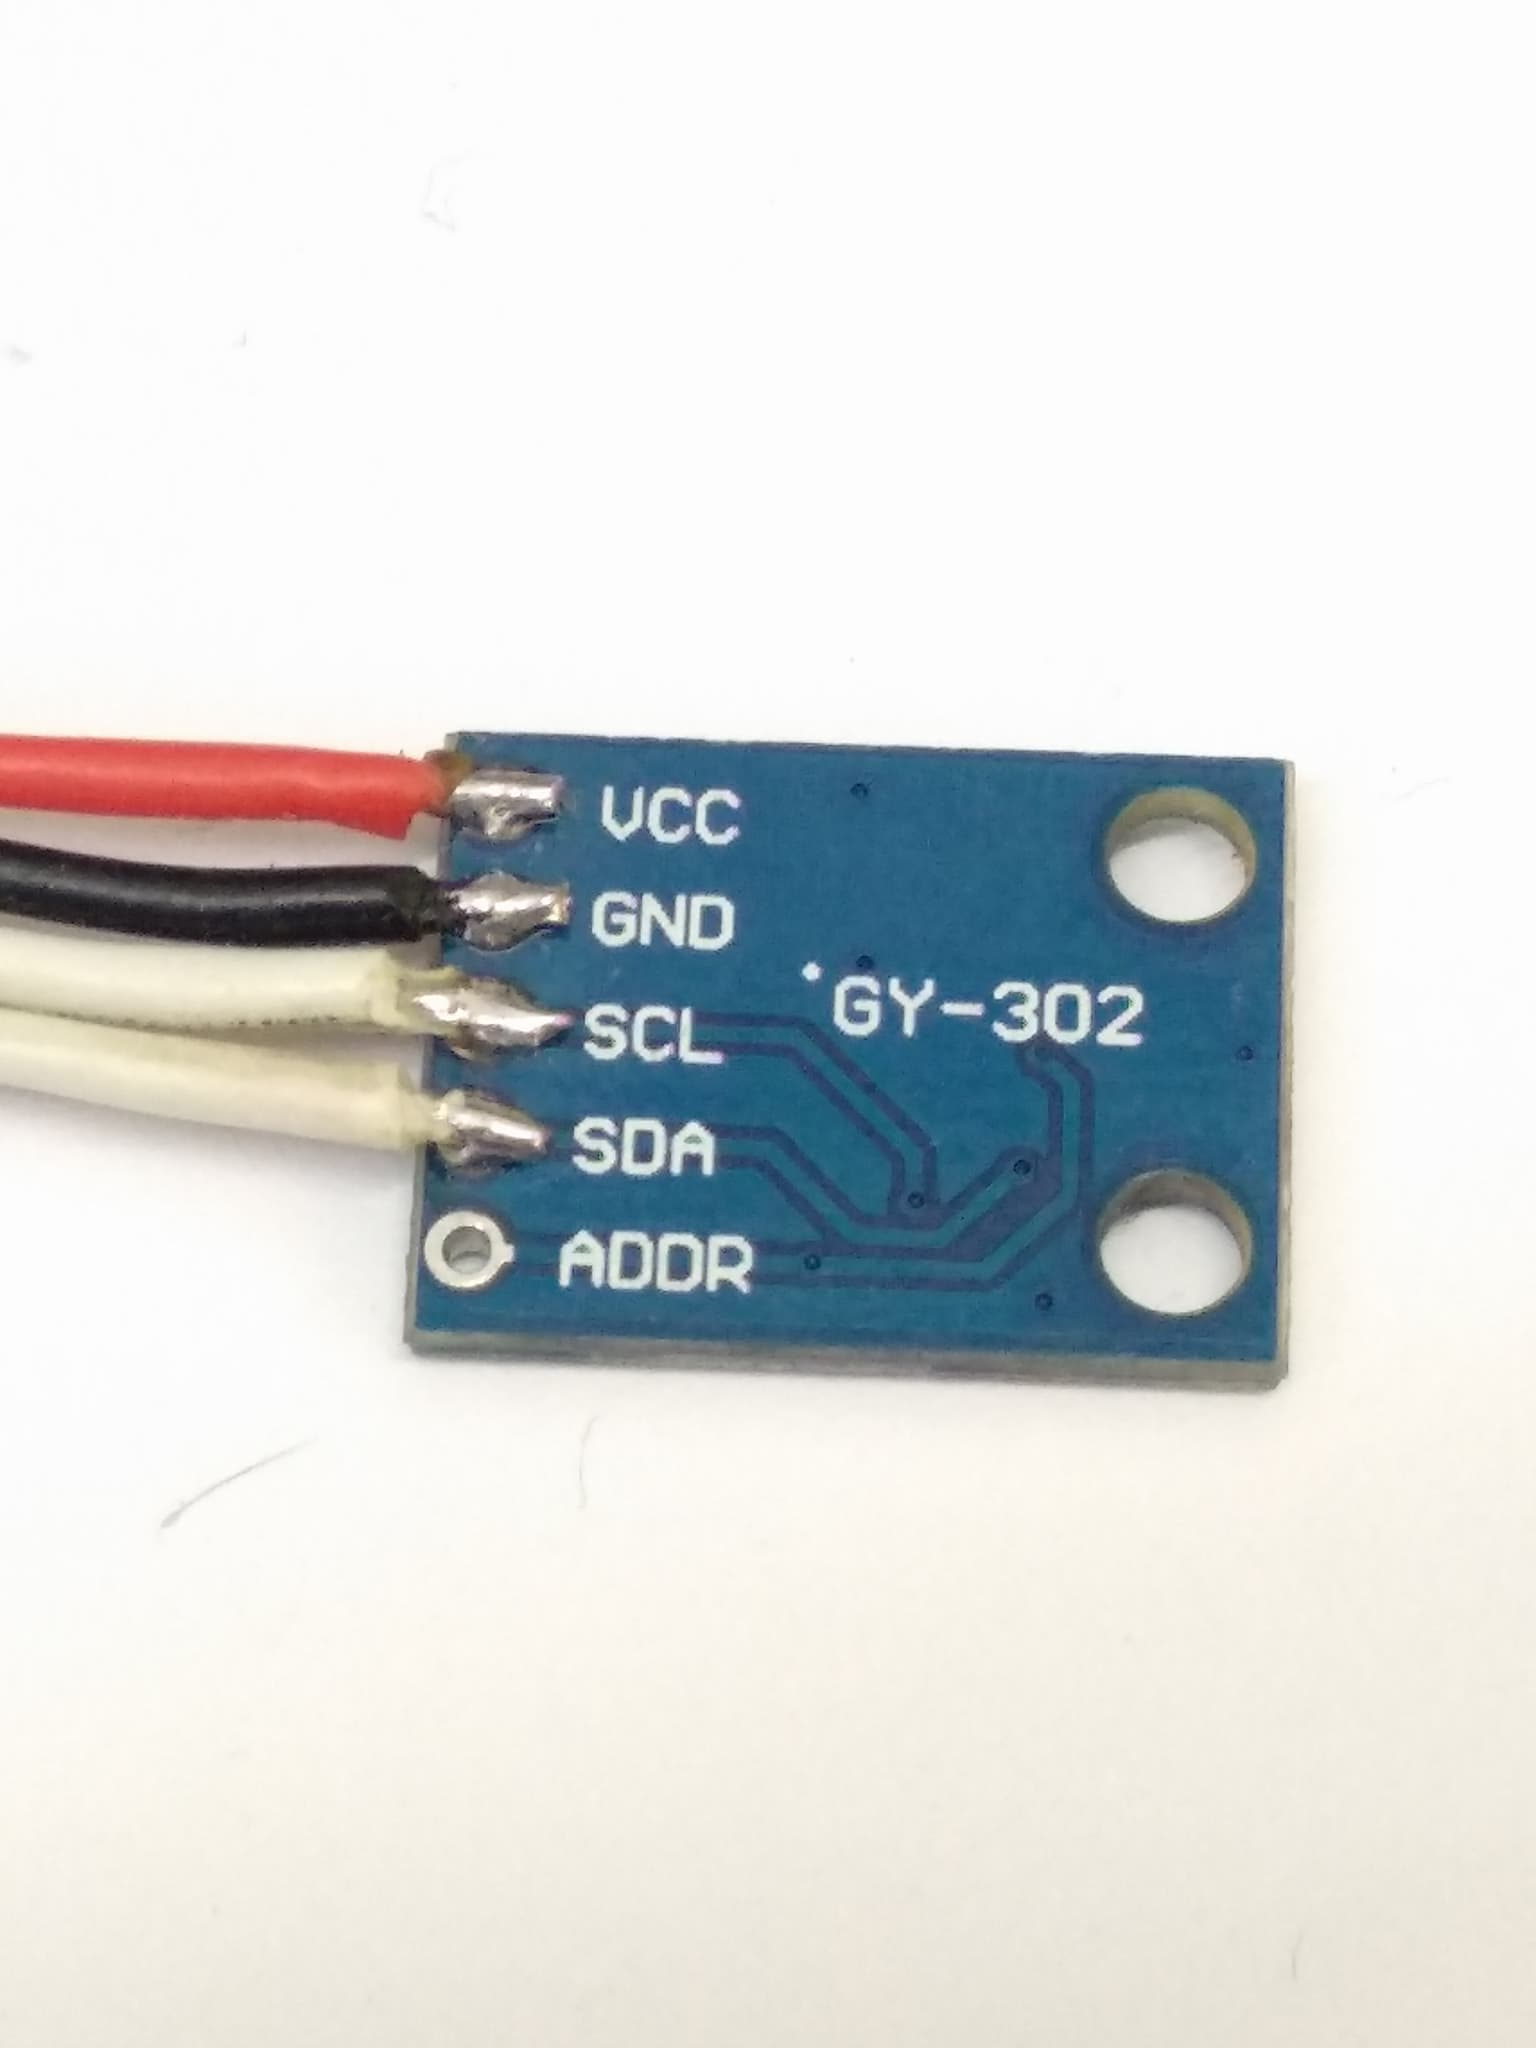 VCC
GND
GY-302
SCL
SDA
ADDR